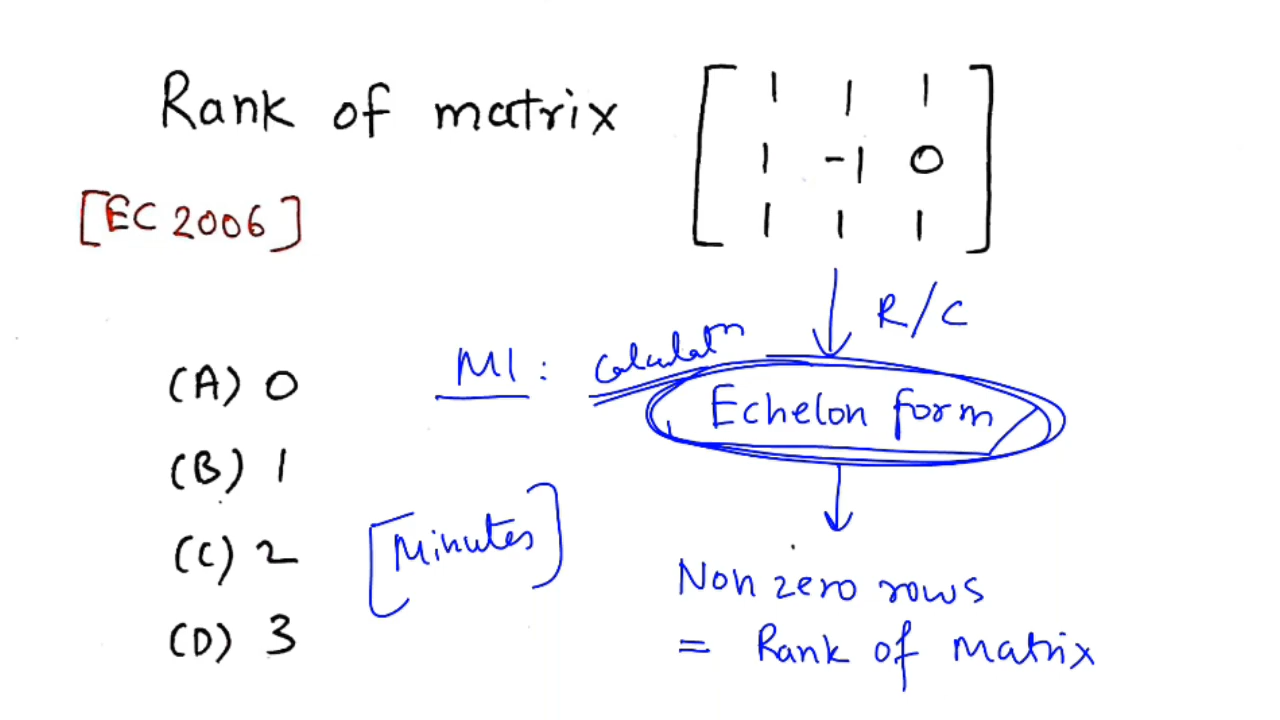 Rank of matrix
1 1 1
1 -1 0
1 1 1
[EC 2006]
R/C
M1 : Calculatn
Echelon form
(A) 0
(B) 1
(C) 2
[Minutes]
(D) 3
Non zero rows
= Rank of matrix